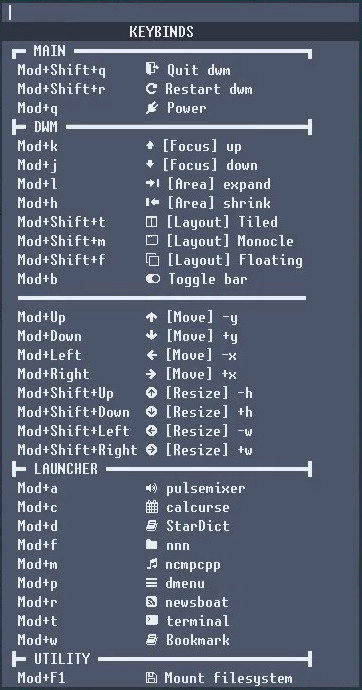 KEYBINDS
MAIN
Mod+Shift+q Quit dwm
Mod+Shift+r Restart dwm
Mod+q Power
DWM
Mod+k [Focus] up
Mod+j [Focus] down
Mod+l [Area] expand
Mod+h [Area] shrink
Mod+Shift+t [Layout] Tiled
Mod+Shift+m [Layout] Monocle
Mod+Shift+f [Layout] Floating
Mod+b Toggle bar
Mod+Up [Move] -y
Mod+Down [Move] +y
Mod+Left [Move] -x
Mod+Right [Move] +x
Mod+Shift+Up [Resize] -h
Mod+Shift+Down [Resize] +h
Mod+Shift+Left [Resize] -w
Mod+Shift+Right [Resize] +w
LAUNCHER
Mod+a pulsemixer
Mod+c calcurse
Mod+d StarDict
Mod+f nnn
Mod+m ncmpcpp
Mod+p dmenu
Mod+r newsboat
Mod+t terminal
Mod+w Bookmark
UTILITY
Mod+F1 Mount filesystem